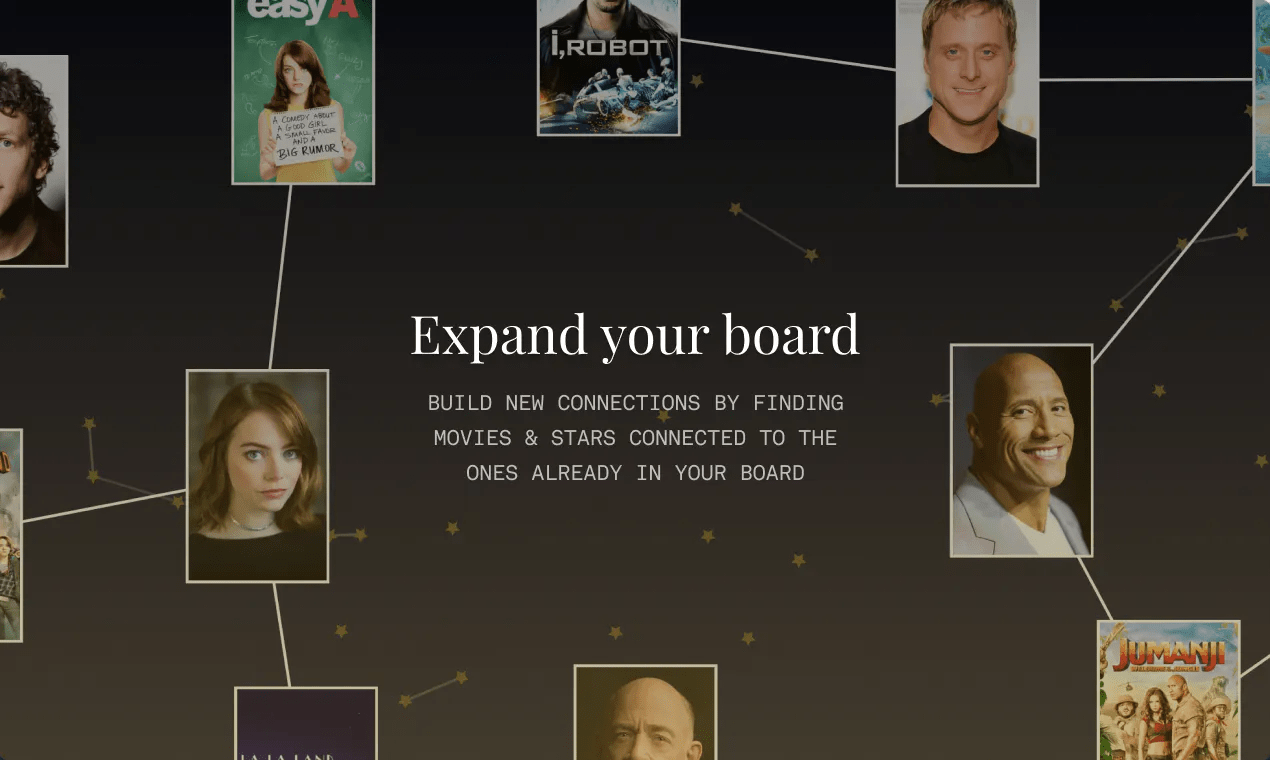 easy A
i, ROBOT
A COMEDY ABOUT
A GOOD GIRL,
A SMALL FAVOR
AND A
BIG RUMOR
Expand your board
BUILD NEW CONNECTIONS BY FINDING
MOVIES & STARS CONNECTED TO THE
ONES ALREADY IN YOUR BOARD
JUMANJI
LA LA LAND